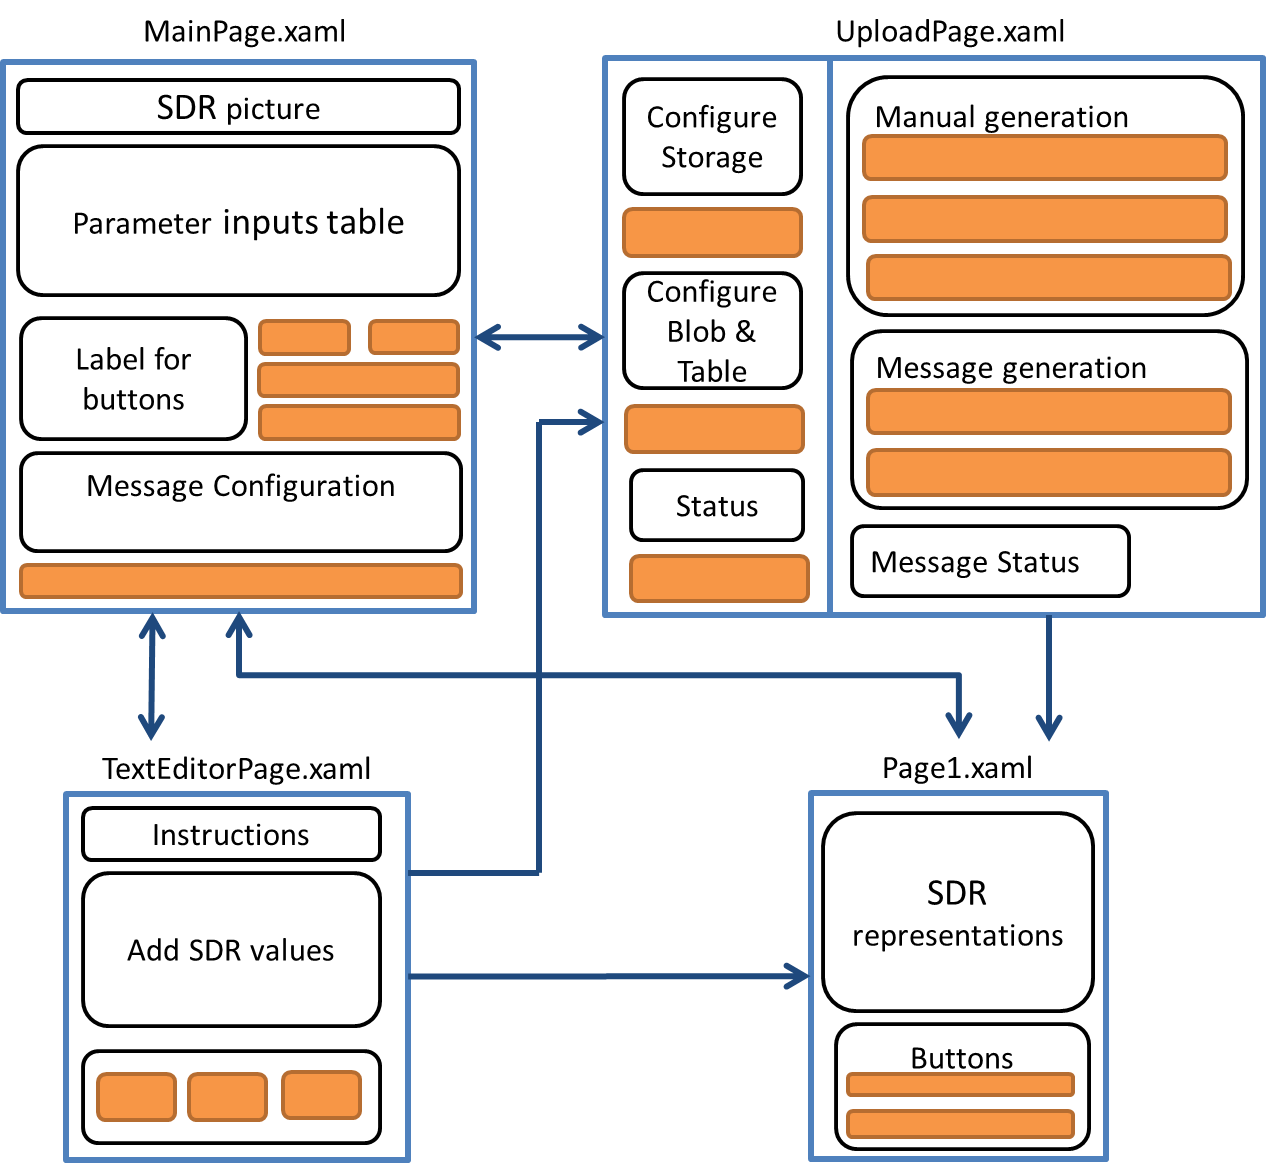 MainPage.xaml
SDR picture
Parameter inputs table
Label for
buttons
Message Configuration
UploadPage.xaml
Configure
Storage
Configure
Blob &
Table
Status
Manual generation
Message generation
Message Status
TextEditorPage.xaml
Instructions
Add SDR values
Page1.xaml
SDR
representations
Buttons